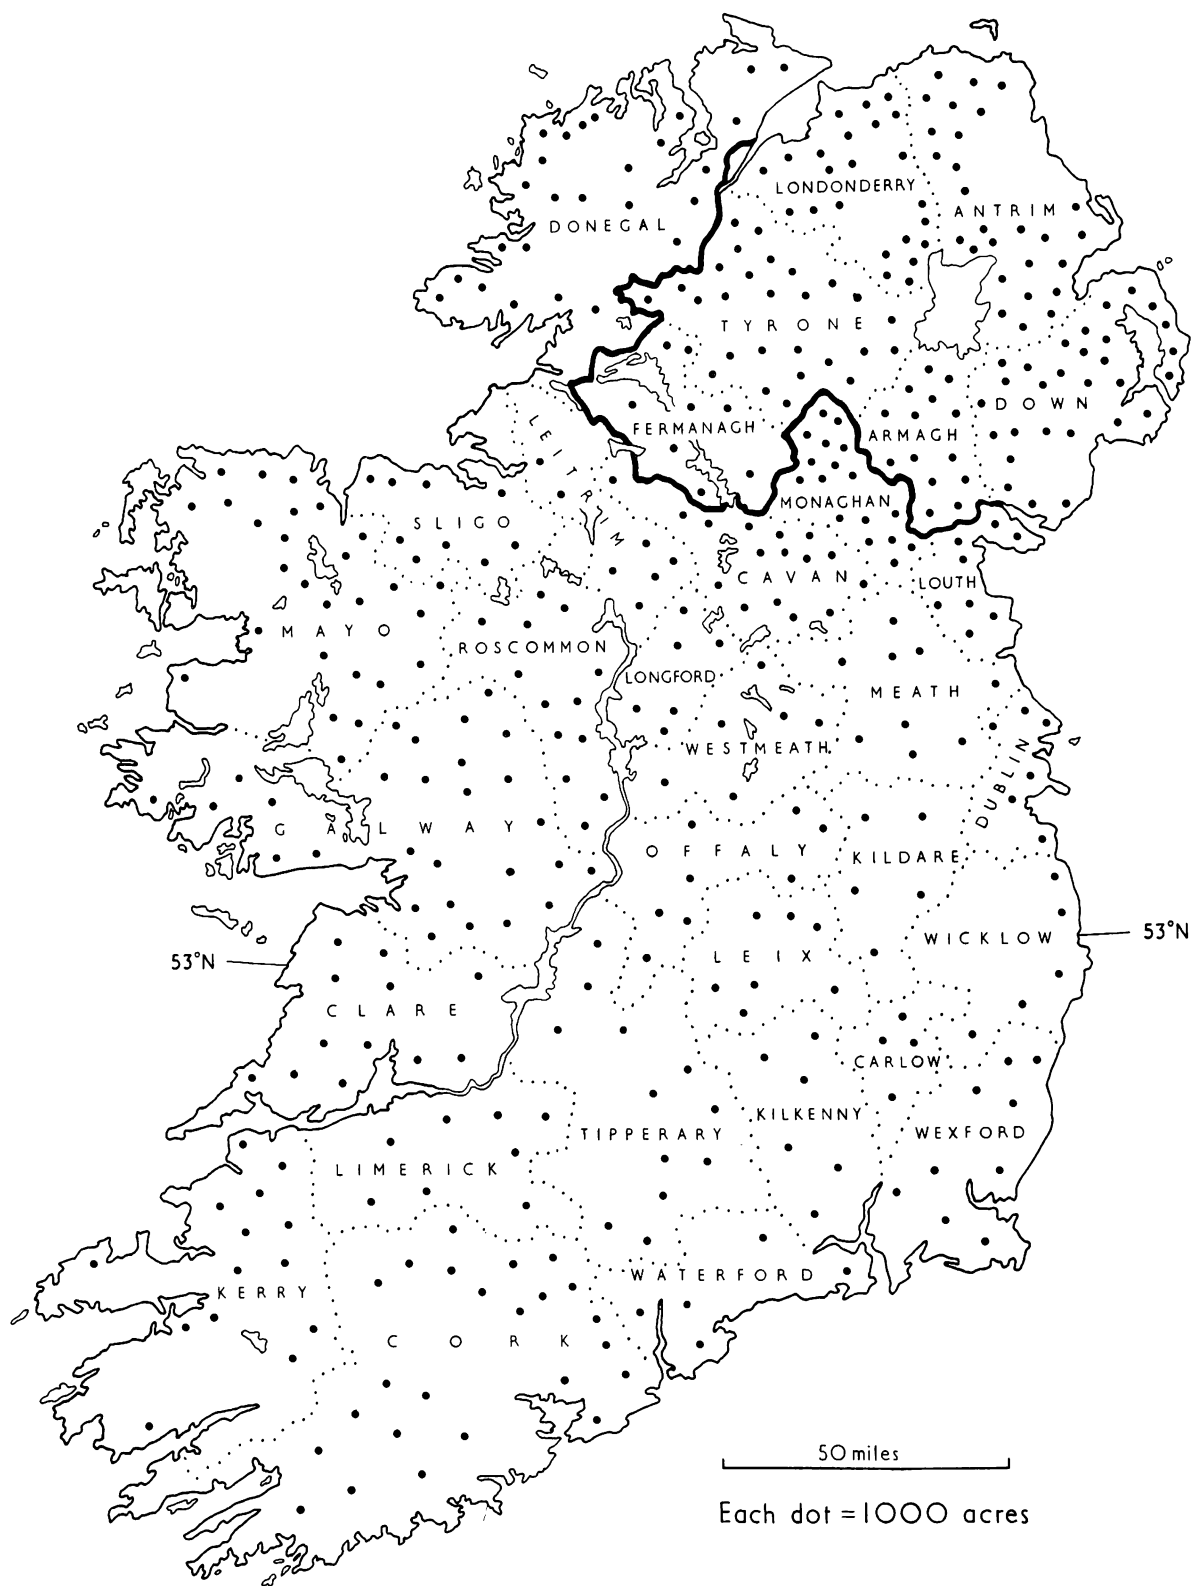 LONDONDERRY
ANTRIM
DONEGAL
TYRONE
DOWN
LEITRIM
FERMANAGH
ARMAGH
MONAGHAN
SLIGO
CAVAN
LOUTH
MAYO
ROSCOMMON
LONGFORD
MEATH
WESTMEATH
DUBLIN
GALWAY
OFFALY
KILDARE
53°N
WICKLOW
53°N
LEIX
CLARE
CARLOW
KILKENNY
TIPPERARY
WEXFORD
LIMERICK
WATERFORD
KERRY
CORK
50 miles
Each dot = 1000 acres